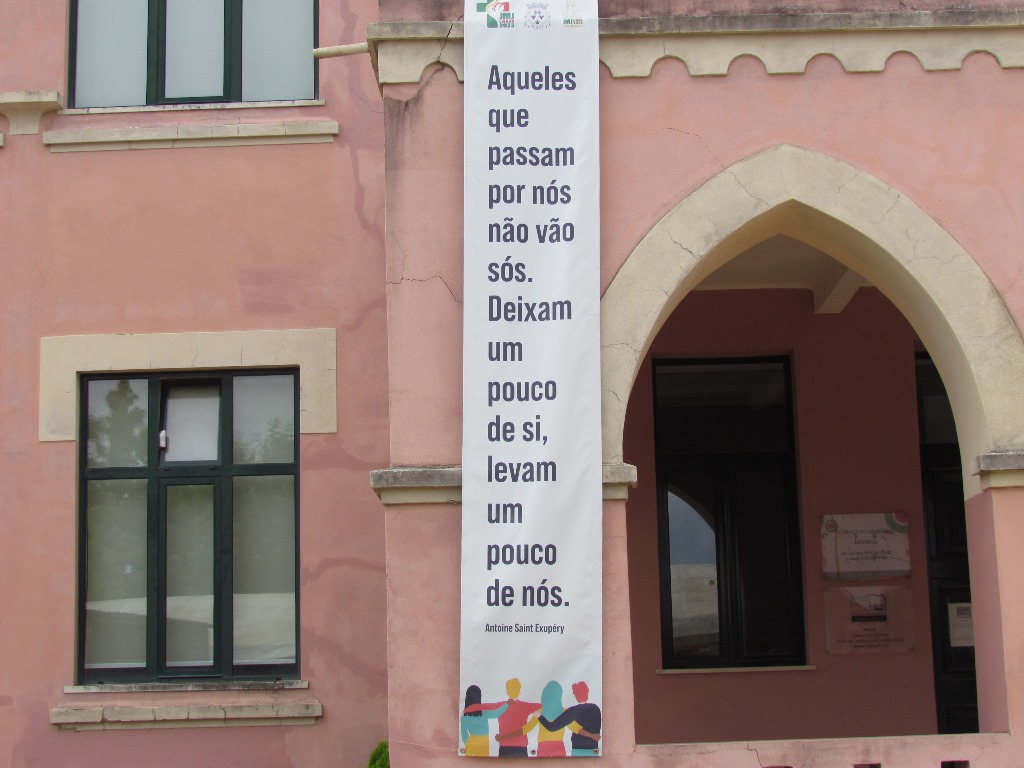 JMJ
Aqueles
que
passam
por nós
não vão
sós.
Deixam
um
pouco
de si,
levam
um
pouco
de nós.
Antoine Saint Exupéry